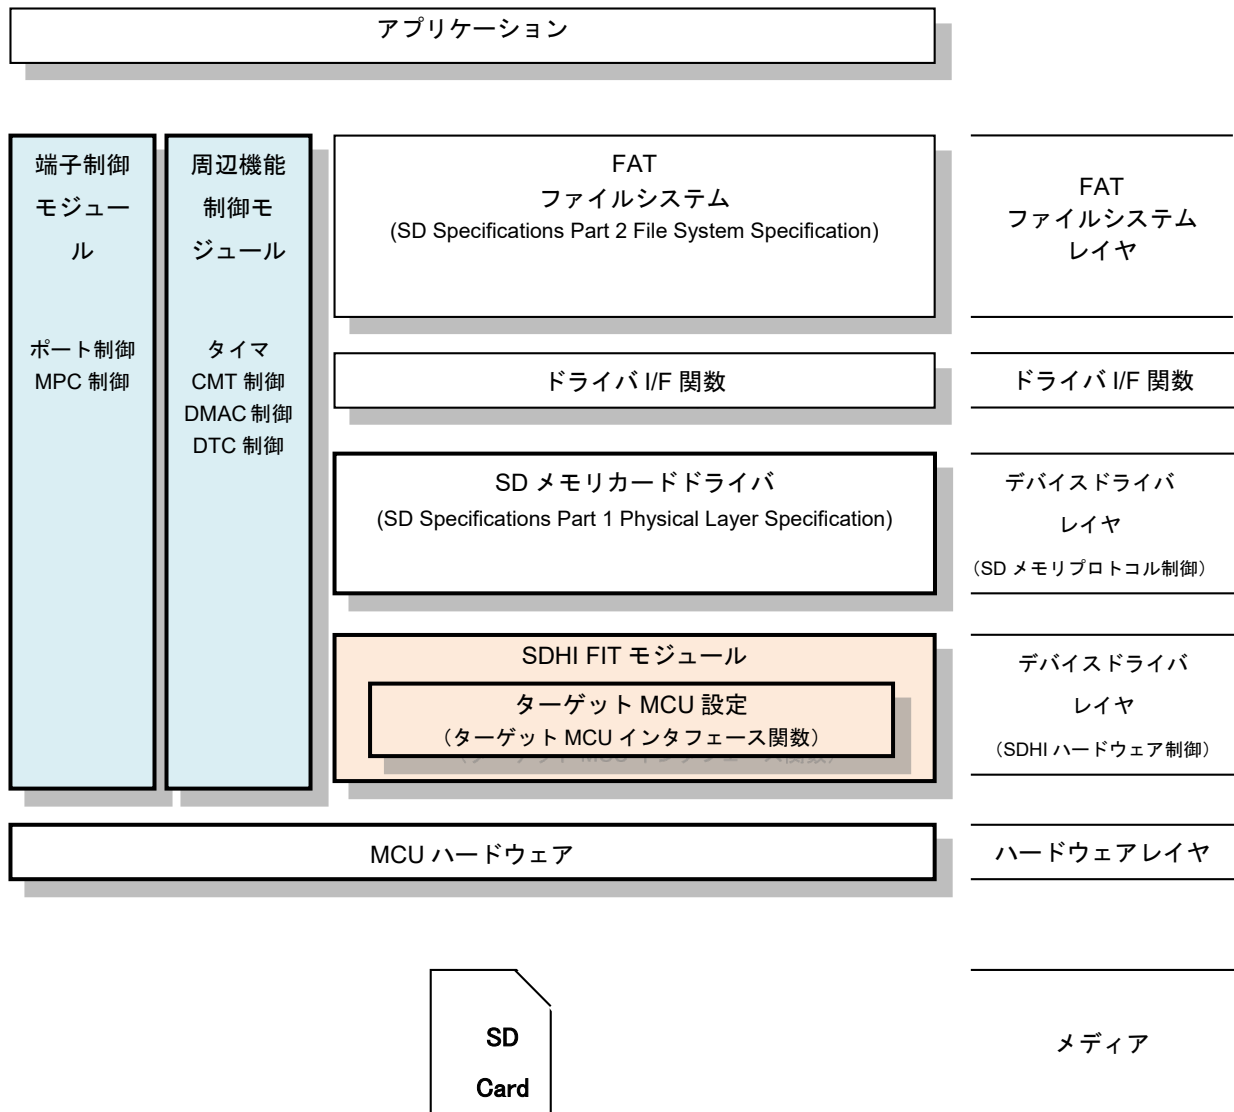 アプリケーション
端子制御
モジュー
ル
ポート制御
MPC 制御
周辺機能
制御モ
ジュール
タイマ
CMT 制御
DMAC 制御
DTC 制御
FAT
ファイルシステム
(SD Specifications Part 2 File System Specification)
FAT
ファイルシステム
レイヤ
ドライバ I/F 関数
ドライバ I/F 関数
SD メモリカードドライバ
(SD Specifications Part 1 Physical Layer Specification)
デバイスドライバ
レイヤ
（SD メモリプロトコル制御）
SDHI FIT モジュール
ターゲット MCU 設定
（ターゲット MCU インタフェース関数）
デバイスドライバ
レイヤ
（SDHI ハードウェア制御）
MCU ハードウェア
ハードウェアレイヤ
SD
Card
メディア